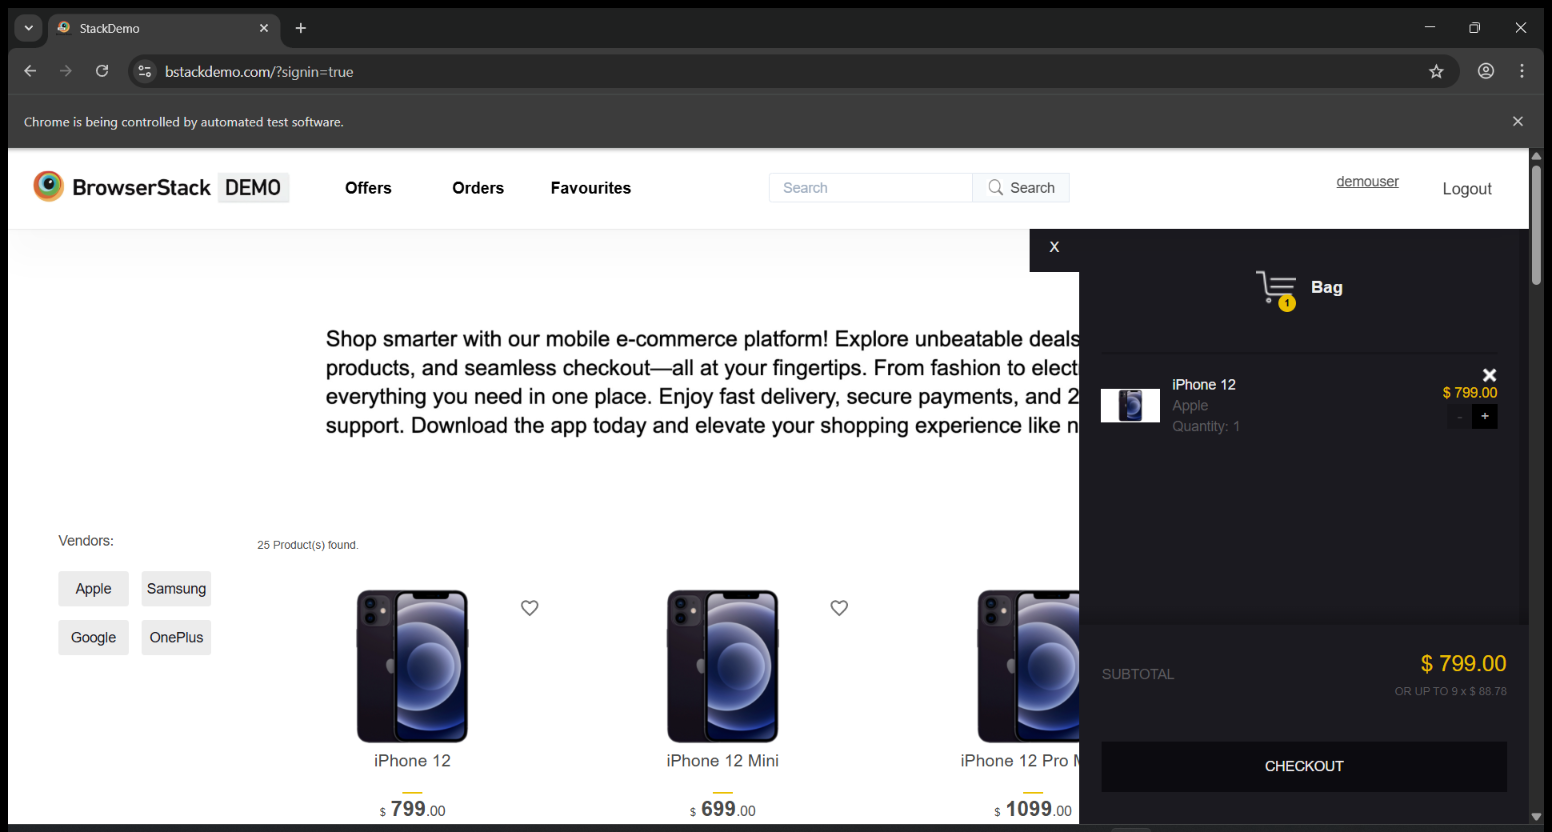 StackDemo
bstackdemo.com/?signin=true
Chrome is being controlled by automated test software.
BrowserStack DEMO
Offers
Orders
Favourites
Search
Search
demouser
Logout
X
1
Bag
Shop smarter with our mobile e-commerce platform! Explore unbeatable deals
products, and seamless checkout—all at your fingertips. From fashion to elect
everything you need in one place. Enjoy fast delivery, secure payments, and 2
support. Download the app today and elevate your shopping experience like n
iPhone 12
Apple
Quantity: 1
$ 799.00
-
+
Vendors:
Apple
Samsung
Google
OnePlus
25 Product(s) found.
iPhone 12
$ 799.00
iPhone 12 Mini
$ 699.00
iPhone 12 Pro M
$ 1099.00
SUBTOTAL
$ 799.00
OR UP TO 9 x $ 88.78
CHECKOUT